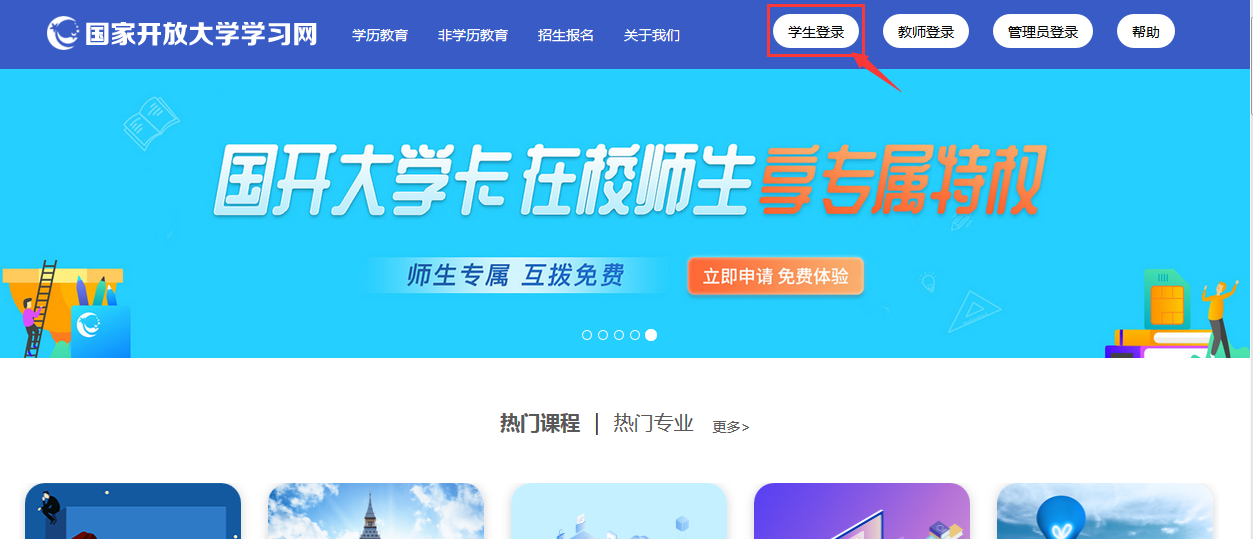 国家开放大学学习网 学历教育 非学历教育 招生报名 关于我们 学生登录 教师登录 管理员登录 帮助
国开大学卡 在校师生享专属特权
师生专属 互拨免费 立即申请 免费体验
热门课程 | 热门专业 更多>